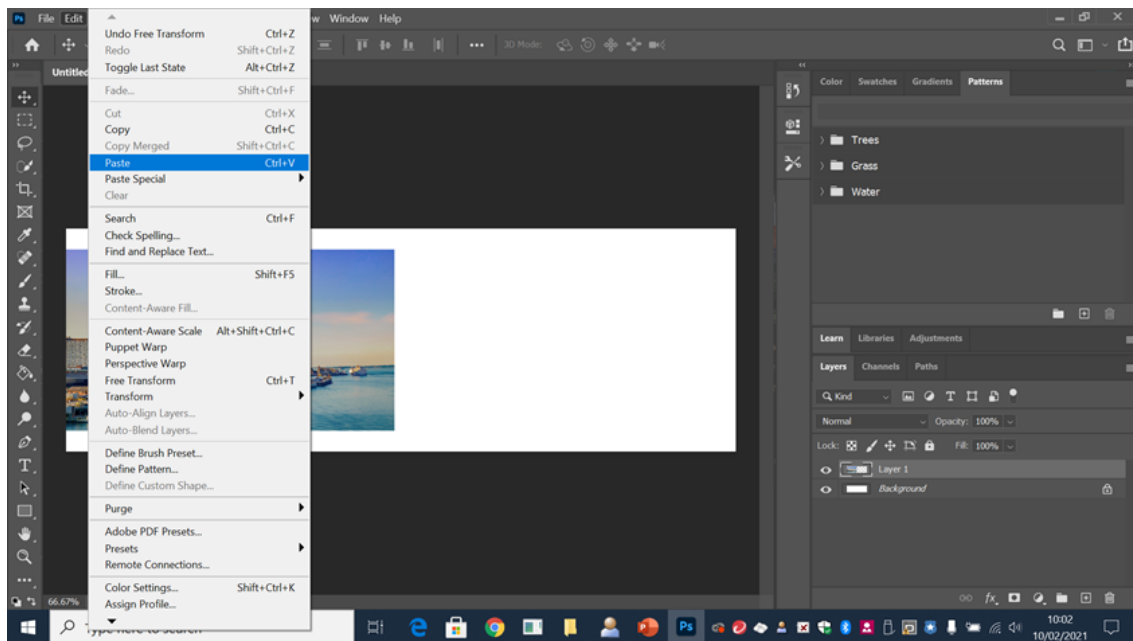 Ps File Edit w Window Help
3D Mode:
Untitled
Undo Free Transform Ctrl+Z
Redo Shift+Ctrl+Z
Toggle Last State Alt+Ctrl+Z
Fade... Shift+Ctrl+F
Cut Ctrl+X
Copy Ctrl+C
Copy Merged Shift+Ctrl+C
Paste Ctrl+V
Paste Special
Clear
Search Ctrl+F
Check Spelling...
Find and Replace Text...
Fill... Shift+F5
Stroke...
Content-Aware Fill...
Content-Aware Scale Alt+Shift+Ctrl+C
Puppet Warp
Perspective Warp
Free Transform Ctrl+T
Transform
Auto-Align Layers...
Auto-Blend Layers...
Define Brush Preset...
Define Pattern...
Define Custom Shape...
Purge
Adobe PDF Presets...
Presets
Remote Connections...
Color Settings... Shift+Ctrl+K
Assign Profile...
Color Swatches Gradients Patterns
Trees
Grass
Water
Learn Libraries Adjustments
Layers Channels Paths
Kind
Normal Opacity: 100%
Lock: Fill: 100%
Layer 1
Background
fx
66.67%
Type here to search
Ps
10:02
10/02/2021